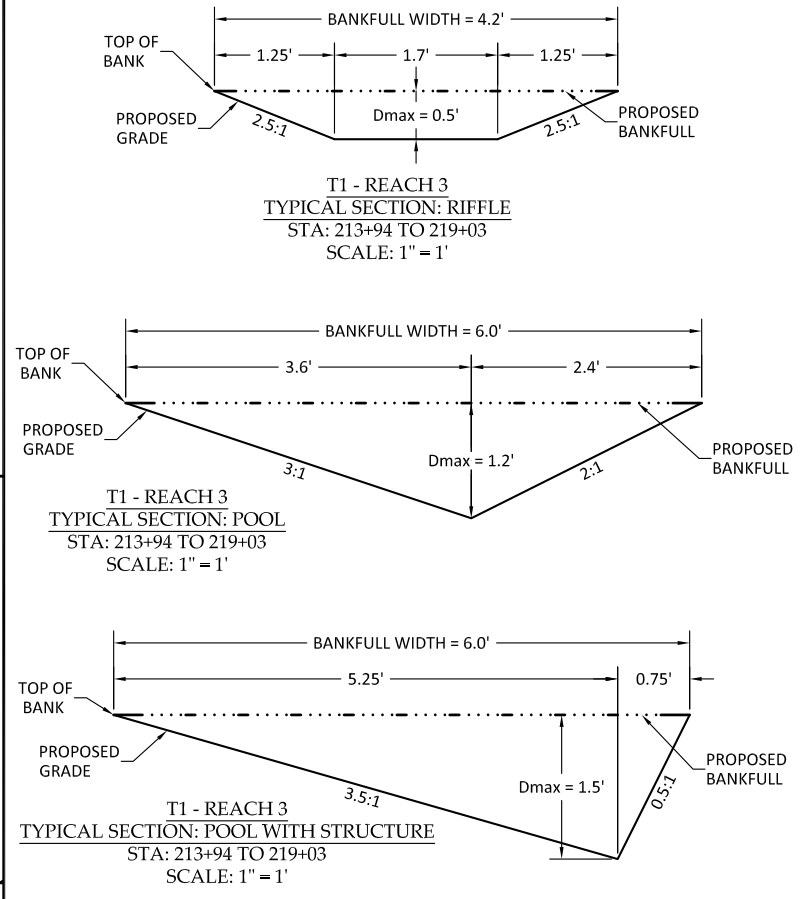 BANKFULL WIDTH = 4.2'
TOP OF
BANK
1.25'
1.7'
1.25'
Dmax = 0.5'
PROPOSED
GRADE
2.5:1
2.5:1
PROPOSED
BANKFULL
T1 - REACH 3
TYPICAL SECTION: RIFFLE
STA: 213+94 TO 219+03
SCALE: 1" = 1'
BANKFULL WIDTH = 6.0'
TOP OF
BANK
3.6'
2.4'
PROPOSED
GRADE
Dmax = 1.2'
3:1
2:1
PROPOSED
BANKFULL
T1 - REACH 3
TYPICAL SECTION: POOL
STA: 213+94 TO 219+03
SCALE: 1" = 1'
BANKFULL WIDTH = 6.0'
TOP OF
BANK
5.25'
0.75'
PROPOSED
GRADE
Dmax = 1.5'
3.5:1
0.5:1
PROPOSED
BANKFULL
T1 - REACH 3
TYPICAL SECTION: POOL WITH STRUCTURE
STA: 213+94 TO 219+03
SCALE: 1" = 1'